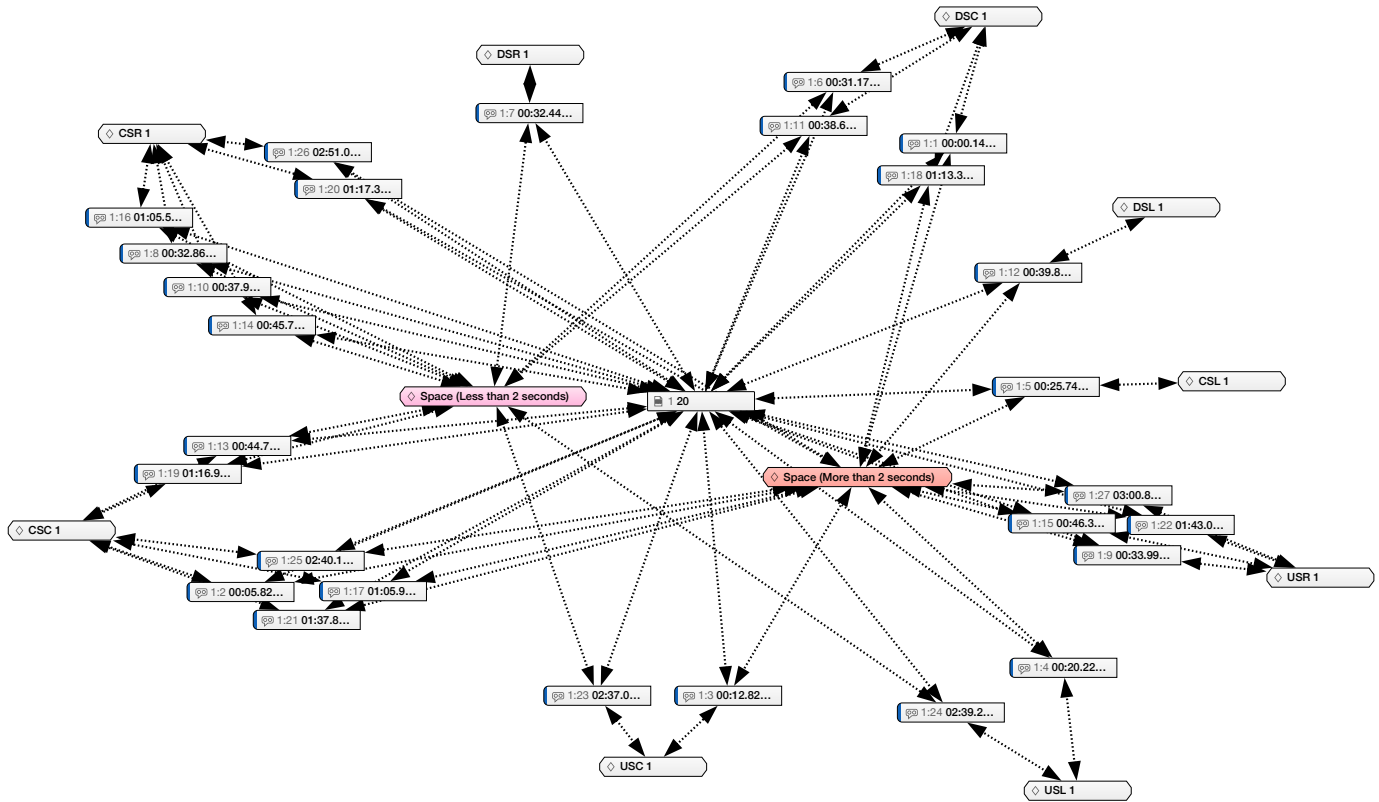 ◇ DSC 1
◇ DSR 1
1:6 00:31.17...
1:7 00:32.44...
1:11 00:38.6...
◇ CSR 1
1:1 00:00.14...
1:26 02:51.0...
1:18 01:13.3...
1:20 01:17.3...
◇ DSL 1
1:16 01:05.5...
1:8 00:32.86...
1:12 00:39.8...
1:10 00:37.9...
1:14 00:45.7...
◇ CSL 1
1:5 00:25.74...
◇ Space (Less than 2 seconds)
1 20
1:13 00:44.7...
1:19 01:16.9...
◇ Space (More than 2 seconds)
1:27 03:00.8...
1:15 00:46.3...
1:22 01:43.0...
◇ CSC 1
1:9 00:33.99...
1:25 02:40.1...
◇ USR 1
1:2 00:05.82...
1:17 01:05.9...
1:21 01:37.8...
1:4 00:20.22...
1:23 02:37.0...
1:3 00:12.82...
1:24 02:39.2...
◇ USC 1
◇ USL 1